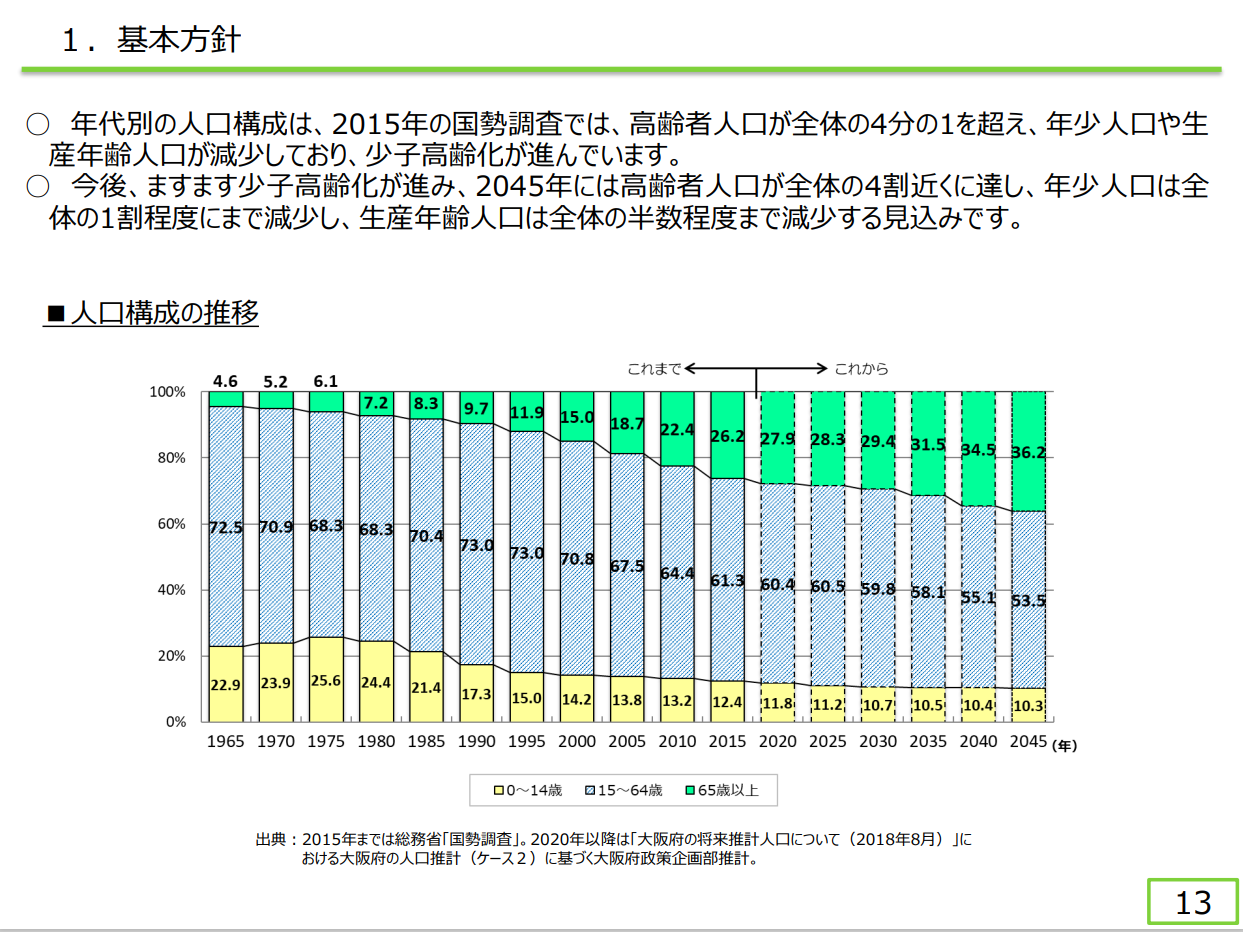 １．基本方針
○　年代別の人口構成は、2015年の国勢調査では、高齢者人口が全体の4分の1を超え、年少人口や生
産年齢人口が減少しており、少子高齢化が進んでいます。
○　今後、ますます少子高齢化が進み、2045年には高齢者人口が全体の4割近くに達し、年少人口は全
体の1割程度にまで減少し、生産年齢人口は全体の半数程度まで減少する見込みです。
■人口構成の推移
これまで これから
4.6 5.2 6.1 7.2 8.3 9.7 11.9 15.0 18.7 22.4 26.2 27.9 28.3 29.4 31.5 34.5 36.2
72.5 70.9 68.3 68.3 70.4 73.0 73.0 70.8 67.5 64.4 61.3 60.4 60.5 59.8 58.1 55.1 53.5
22.9 23.9 25.6 24.4 21.4 17.3 15.0 14.2 13.8 13.2 12.4 11.8 11.2 10.7 10.5 10.4 10.3
100%
80%
60%
40%
20%
0%
1965 1970 1975 1980 1985 1990 1995 2000 2005 2010 2015 2020 2025 2030 2035 2040 2045 (年)
0～14歳 15～64歳 65歳以上
出典：2015年までは総務省「国勢調査」。2020年以降は「大阪府の将来推計人口について（2018年8月）」に
おける大阪府の人口推計（ケース２）に基づく大阪府政策企画部推計。
13